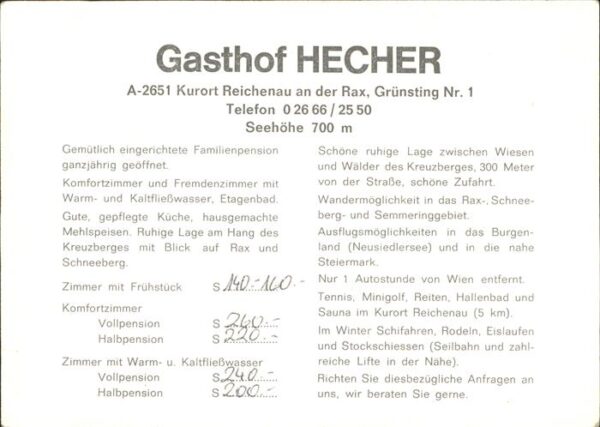 Gasthof HECHER
A-2651 Kurort Reichenau an der Rax, Grünsting Nr. 1
Telefon 0 26 66 / 25 50
Seehöhe 700 m
Gemütlich eingerichtete Familienpension
ganzjährig geöffnet.
Komfortzimmer und Fremdenzimmer mit
Warm- und Kaltfließwasser, Etagenbad.
Gute, gepflegte Küche, hausgemachte
Mehlspeisen. Ruhige Lage am Hang des
Kreuzberges mit Blick auf Rax und
Schneeberg.
Zimmer mit Frühstück S 140.-160.-
Komfortzimmer
Vollpension S 260.-
Halbpension S 220.-
Zimmer mit Warm- u. Kaltfließwasser
Vollpension S 240.-
Halbpension S 200.-
Schöne ruhige Lage zwischen Wiesen
und Wälder des Kreuzberges, 300 Meter
von der Straße, schöne Zufahrt.
Wandermöglichkeit in das Rax-, Schnee-
berg- und Semmeringgebiet.
Ausflugsmöglichkeiten in das Burgen-
land (Neusiedlersee) und in die nahe
Steiermark.
Nur 1 Autostunde von Wien entfernt.
Tennis, Minigolf, Reiten, Hallenbad und
Sauna im Kurort Reichenau (5 km).
Im Winter Schifahren, Rodeln, Eislaufen
und Stockschiessen (Seilbahn und zahl-
reiche Lifte in der Nähe).
Richten Sie diesbezügliche Anfragen an
uns, wir beraten Sie gerne.